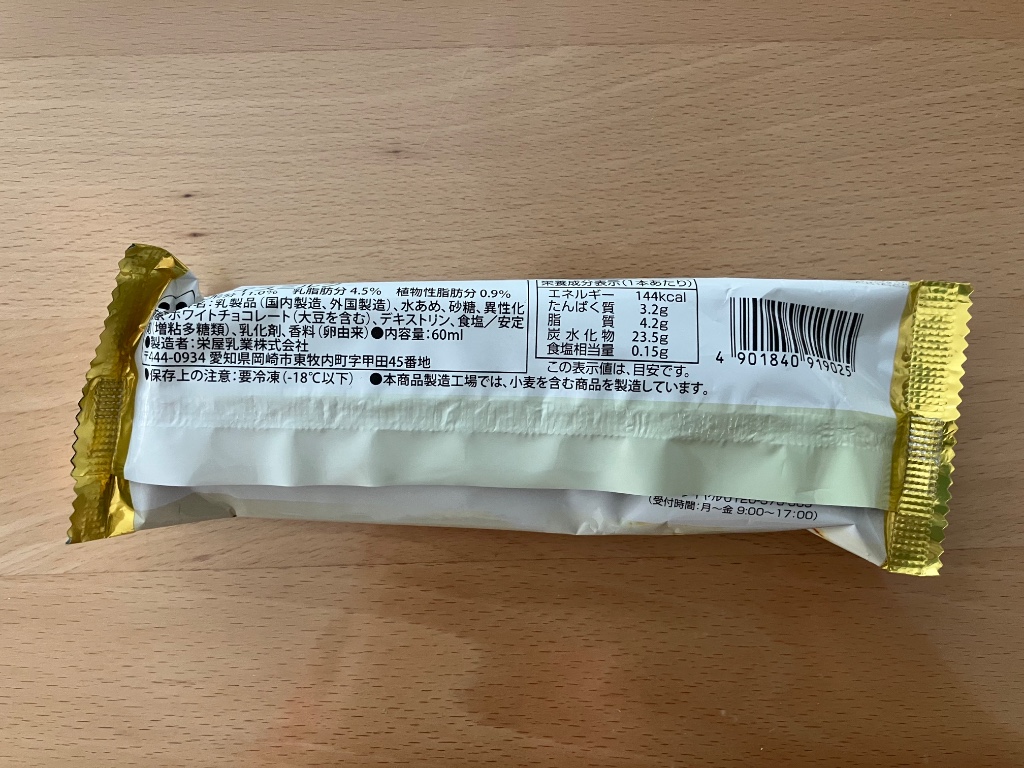 11.0% 乳脂肪分 4.5% 植物性脂肪分 0.9%
名:乳製品(国内製造、外国製造)、水あめ、砂糖、異性化
ホワイトチョコレート(大豆を含む)、デキストリン、食塩/安定
(増粘多糖類)、乳化剤、香料(卵由来) ●内容量:60ml
●製造者:栄屋乳業株式会社
〒444-0934 愛知県岡崎市東牧内町字甲田45番地
●保存上の注意:要冷凍(-18℃以下) ●本商品製造工場では、小麦を含む商品を製造しています。
栄養成分表示(1本あたり)
エネルギー 144kcal
たんぱく質 3.2g
脂質 4.2g
炭水化物 23.5g
食塩相当量 0.15g
この表示値は、目安です。
4 901840 919025
(受付時間:月〜金 9:00〜17:00)